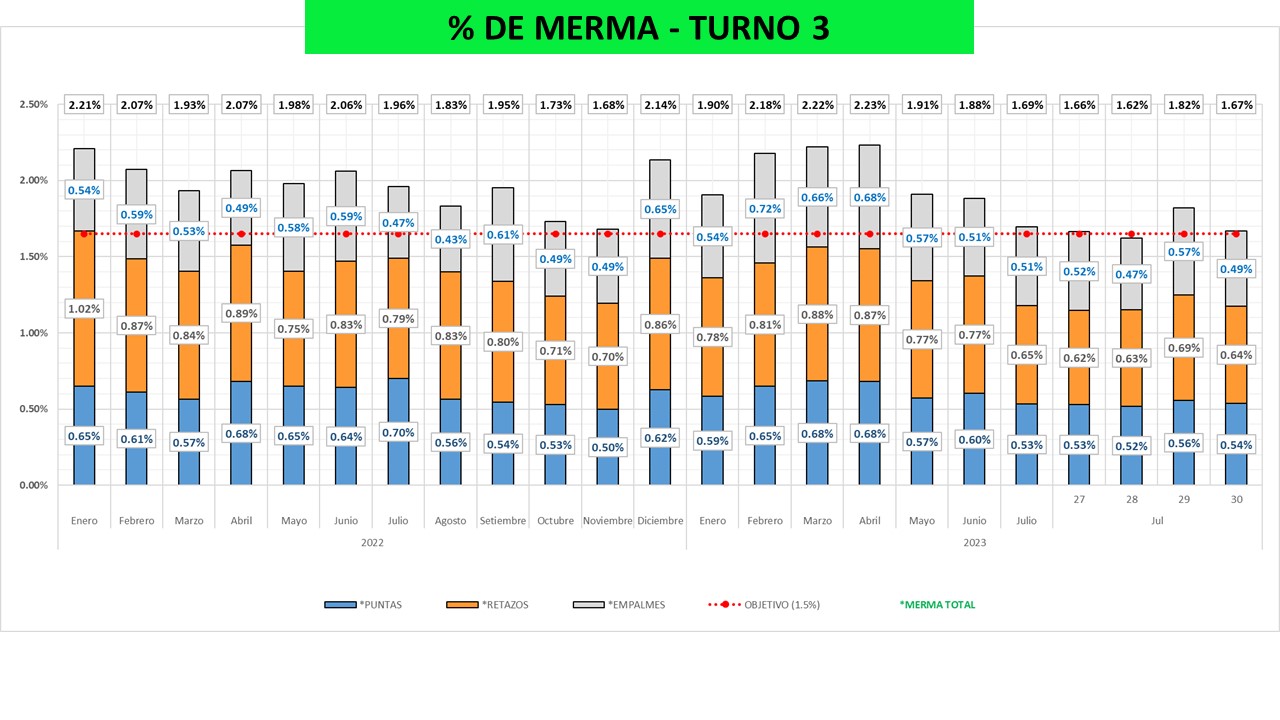 % DE MERMA - TURNO 3
2.50% 2.21% 2.07% 1.93% 2.07% 1.98% 2.06% 1.96% 1.83% 1.95% 1.73% 1.68% 2.14% 1.90% 2.18% 2.22% 2.23% 1.91% 1.88% 1.69% 1.66% 1.62% 1.82% 1.67%
2.00%
0.54% 0.59% 0.53% 0.49% 0.58% 0.59% 0.47% 0.43% 0.61% 0.49% 0.49% 0.65% 0.54% 0.72% 0.66% 0.68% 0.57% 0.51% 0.51% 0.52% 0.47% 0.57% 0.49%
1.50%
1.02% 0.87% 0.84% 0.89% 0.75% 0.83% 0.79% 0.83% 0.80% 0.71% 0.70% 0.86% 0.78% 0.81% 0.88% 0.87% 0.77% 0.77% 0.65% 0.62% 0.63% 0.69% 0.64%
1.00%
0.50%
0.65% 0.61% 0.57% 0.68% 0.65% 0.64% 0.70% 0.56% 0.54% 0.53% 0.50% 0.62% 0.59% 0.65% 0.68% 0.68% 0.57% 0.60% 0.53% 0.53% 0.52% 0.56% 0.54%
0.00%
27 28 29 30
Enero Febrero Marzo Abril Mayo Junio Julio Agosto Setiembre Octubre Noviembre Diciembre Enero Febrero Marzo Abril Mayo Junio Julio Jul
2022 2023
*PUNTAS *RETAZOS *EMPALMES OBJETIVO (1.5%) *MERMA TOTAL